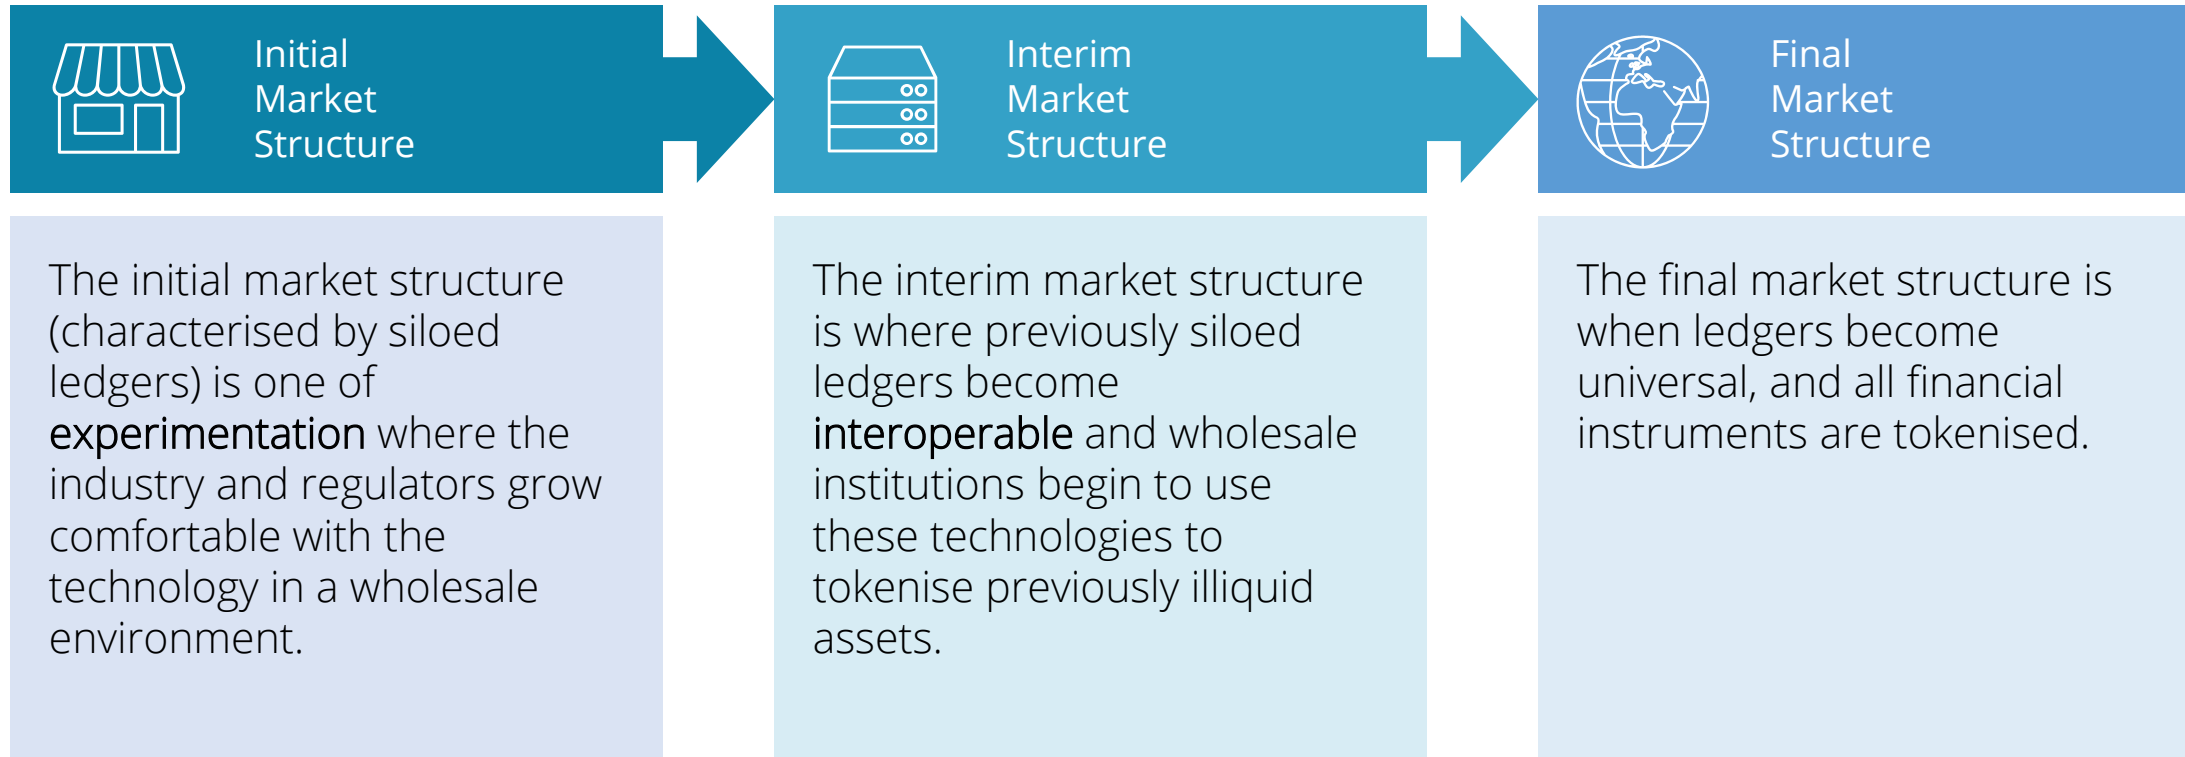 Initial
Market
Structure
Interim
Market
Structure
Final
Market
Structure
The initial market structure
(characterised by siloed
ledgers) is one of
experimentation where the
industry and regulators grow
comfortable with the
technology in a wholesale
environment.
The interim market structure
is where previously siloed
ledgers become
interoperable and wholesale
institutions begin to use
these technologies to
tokenise previously illiquid
assets.
The final market structure is
when ledgers become
universal, and all financial
instruments are tokenised.